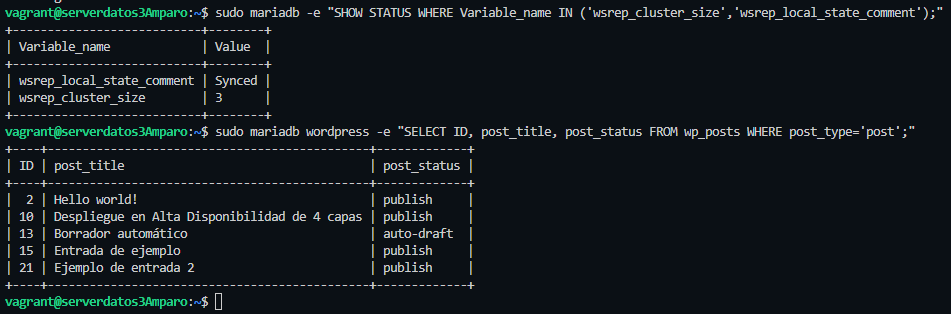 vagrant@serverdatos3Amparo:~$ sudo mariadb -e "SHOW STATUS WHERE Variable_name IN ('wsrep_cluster_size','wsrep_local_state_comment');"
+---------------------------+--------+
| Variable_name             | Value  |
+---------------------------+--------+
| wsrep_local_state_comment | Synced |
| wsrep_cluster_size        | 3      |
+---------------------------+--------+
vagrant@serverdatos3Amparo:~$ sudo mariadb wordpress -e "SELECT ID, post_title, post_status FROM wp_posts WHERE post_type='post';"
+----+------------------------------------------+-------------+
| ID | post_title                               | post_status |
+----+------------------------------------------+-------------+
|  2 | Hello world!                             | publish     |
| 10 | Despliegue en Alta Disponibilidad de 4 capas | publish     |
| 13 | Borrador automático                      | auto-draft  |
| 15 | Entrada de ejemplo                       | publish     |
| 21 | Ejemplo de entrada 2                     | publish     |
+----+------------------------------------------+-------------+
vagrant@serverdatos3Amparo:~$